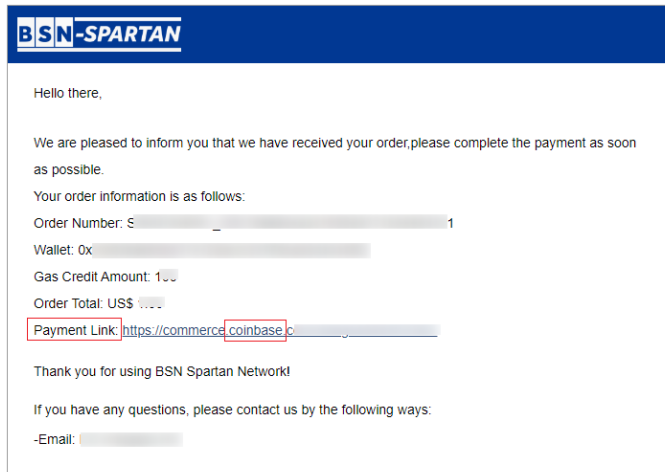 BSN-SPARTAN
Hello there,
We are pleased to inform you that we have received your order,please complete the payment as soon
as possible.
Your order information is as follows:
Order Number: S
Wallet: 0x
Gas Credit Amount:
Order Total: US$
Payment Link: https://commerce.coinbase.c
Thank you for using BSN Spartan Network!
If you have any questions, please contact us by the following ways:
-Email: